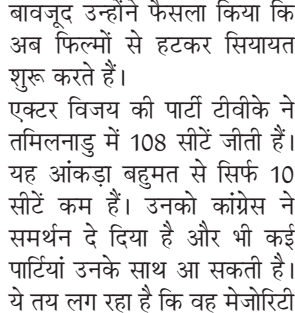 बावजूद उन्होंने फैसला किया कि
अब फिल्मों से हटकर सियायत
शुरू करते हैं।
एक्टर विजय की पार्टी टीवीके ने
तमिलनाडु में 108 सीटें जीती हैं।
यह आंकड़ा बहुमत से सिर्फ 10
सीटें कम हैं। उनको कांग्रेस ने
समर्थन दे दिया है और भी कई
पार्टियां उनके साथ आ सकती है।
ये तय लग रहा है कि वह मेजोरिटी